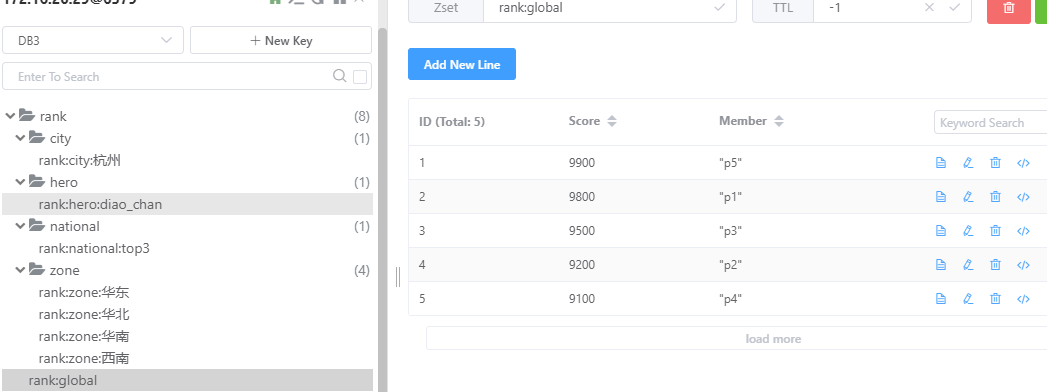 172.16.26.29@6379
DB3
+ New Key
Enter To Search
rank (8)
city (1)
rank:city:杭州
hero (1)
rank:hero:diao_chan
national (1)
rank:national:top3
zone (4)
rank:zone:华东
rank:zone:华北
rank:zone:华南
rank:zone:西南
rank:global
Zset rank:global TTL -1
Add New Line
ID (Total: 5) Score Member Keyword Search
1 9900 "p5"
2 9800 "p1"
3 9500 "p3"
4 9200 "p2"
5 9100 "p4"
load more